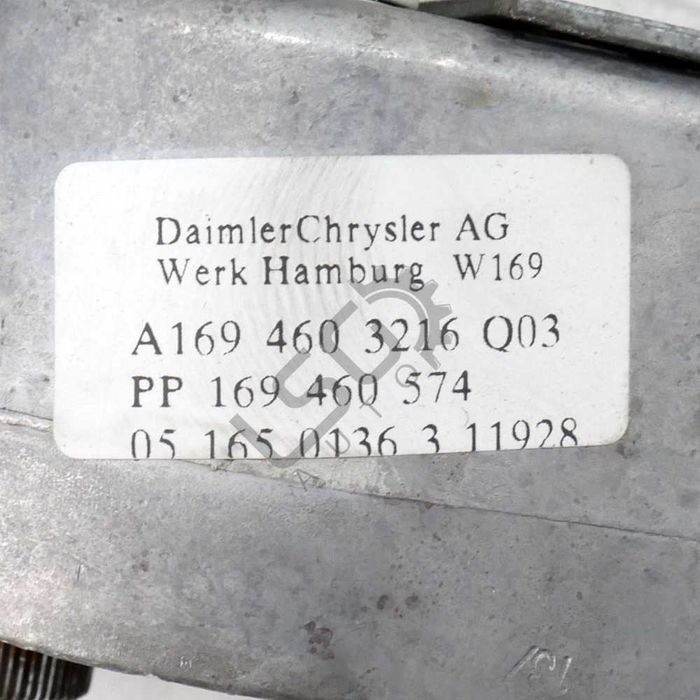 DaimlerChrysler AG
Werk Hamburg W169
A169 460 3216 Q03
PP 169 460 574
05 165 0136 3 11928